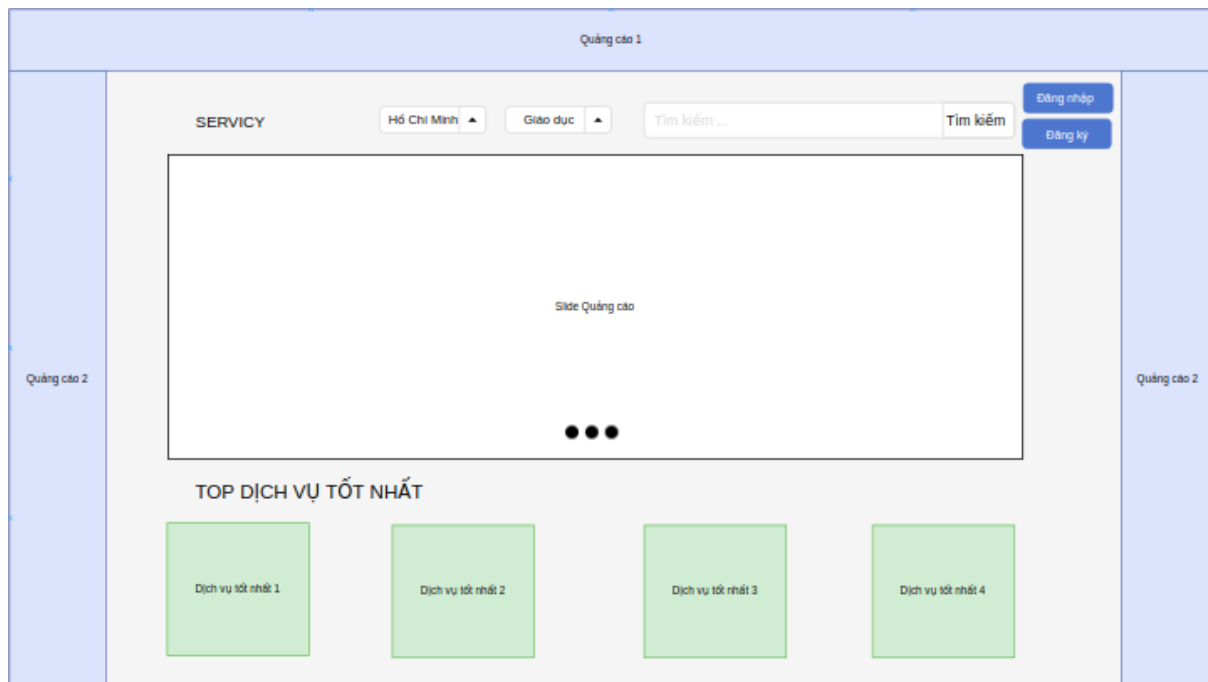 Quảng cáo 1
SERVICY
Hồ Chí Minh
Giáo dục
Tìm kiếm ...
Tìm kiếm
Đăng nhập
Đăng ký
Slide Quảng cáo
Quảng cáo 2
Quảng cáo 2
TOP DỊCH VỤ TỐT NHẤT
Dịch vụ tốt nhất 1
Dịch vụ tốt nhất 2
Dịch vụ tốt nhất 3
Dịch vụ tốt nhất 4